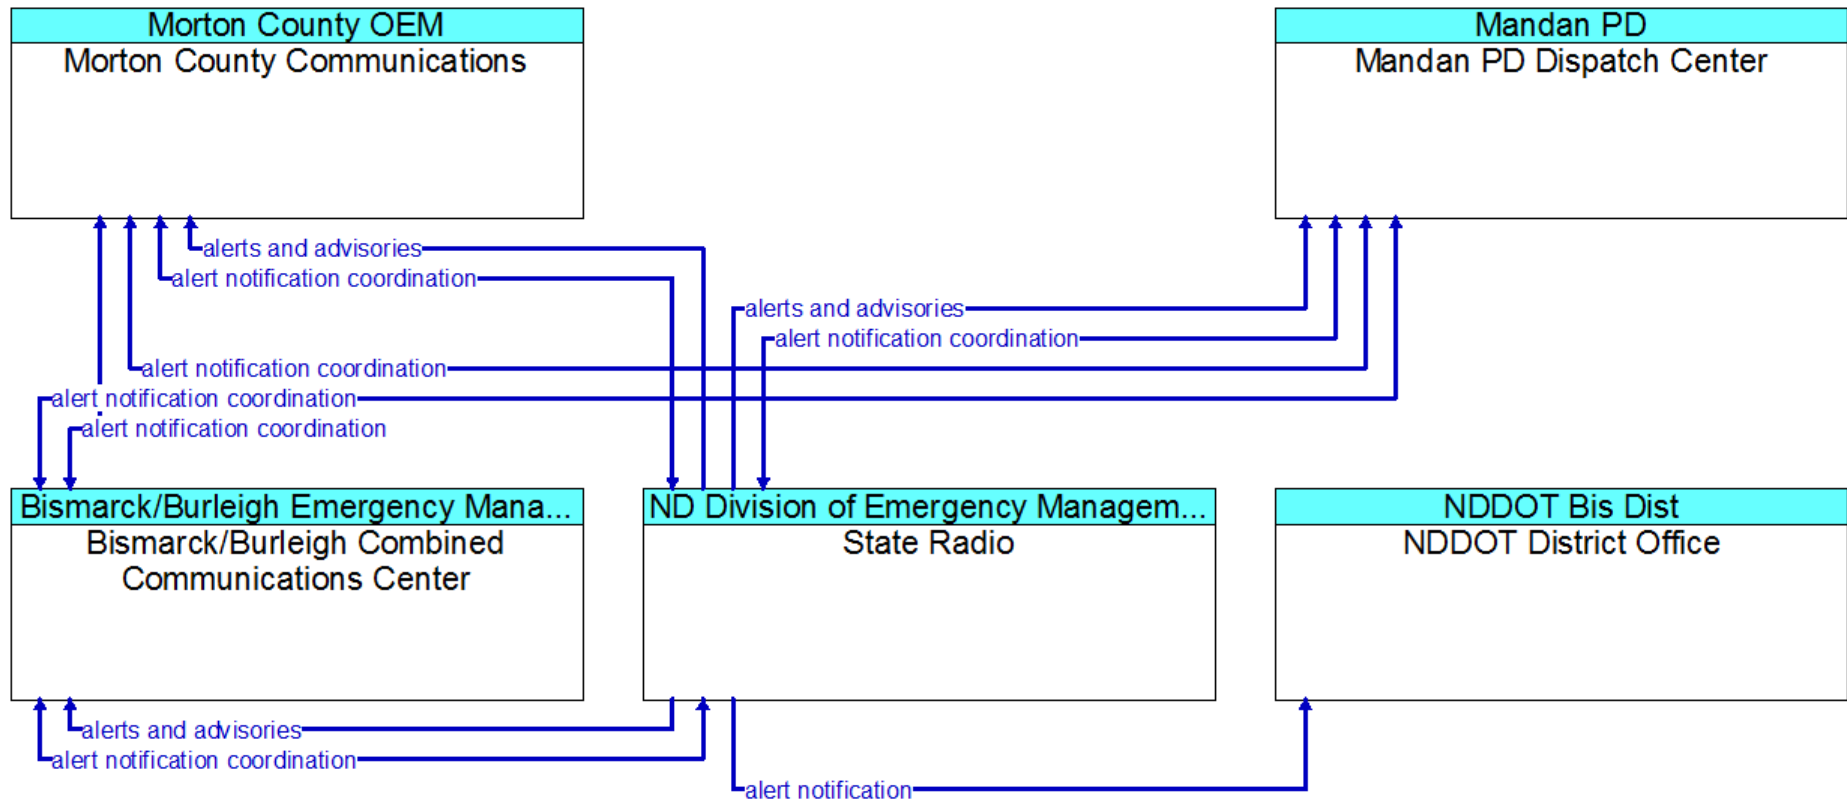 Morton County OEM
Morton County Communications
Mandan PD
Mandan PD Dispatch Center
alerts and advisories
alert notification coordination
alerts and advisories
alert notification coordination
alert notification coordination
alert notification coordination
alert notification coordination
Bismarck/Burleigh Emergency Mana...
Bismarck/Burleigh Combined
Communications Center
ND Division of Emergency Managem...
State Radio
NDDOT Bis Dist
NDDOT District Office
alerts and advisories
alert notification coordination
alert notification